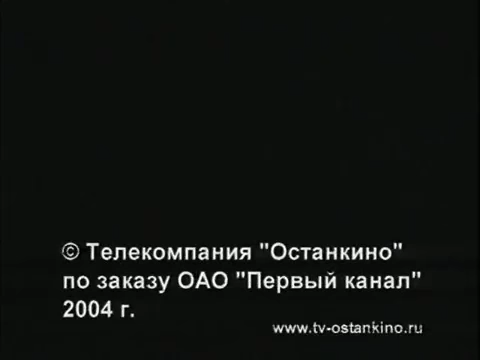 © Телекомпания "Останкино"
по заказу ОАО "Первый канал"
2004 г.
www.tv-ostankino.ru